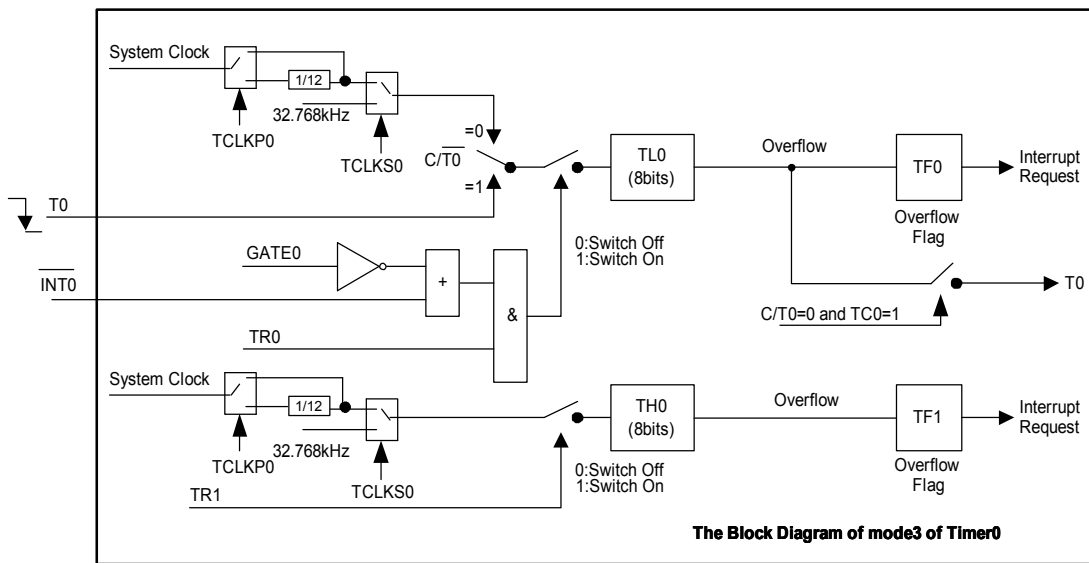 System Clock
1/12
32.768kHz
TCLKP0
TCLKS0
=0
C/T0
=1
TL0
(8bits)
Overflow
TF0
Interrupt
Request
Overflow
Flag
T0
GATE0
INT0
+
&
TR0
0:Switch Off
1:Switch On
T0
C/T0=0 and TC0=1
System Clock
1/12
32.768kHz
TCLKP0
TCLKS0
TR1
TH0
(8bits)
Overflow
TF1
Interrupt
Request
Overflow
Flag
0:Switch Off
1:Switch On
The Block Diagram of mode3 of Timer0